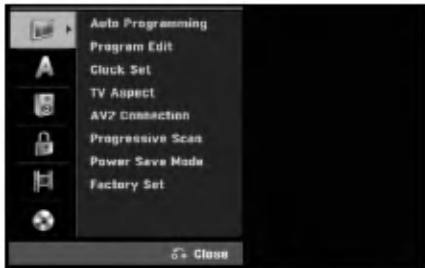 Auto Programming
Program Edit
A
Clock Set
TV Aspect
AV2 Connection
Progressive Scan
Power Save Mode
Factory Set
Close